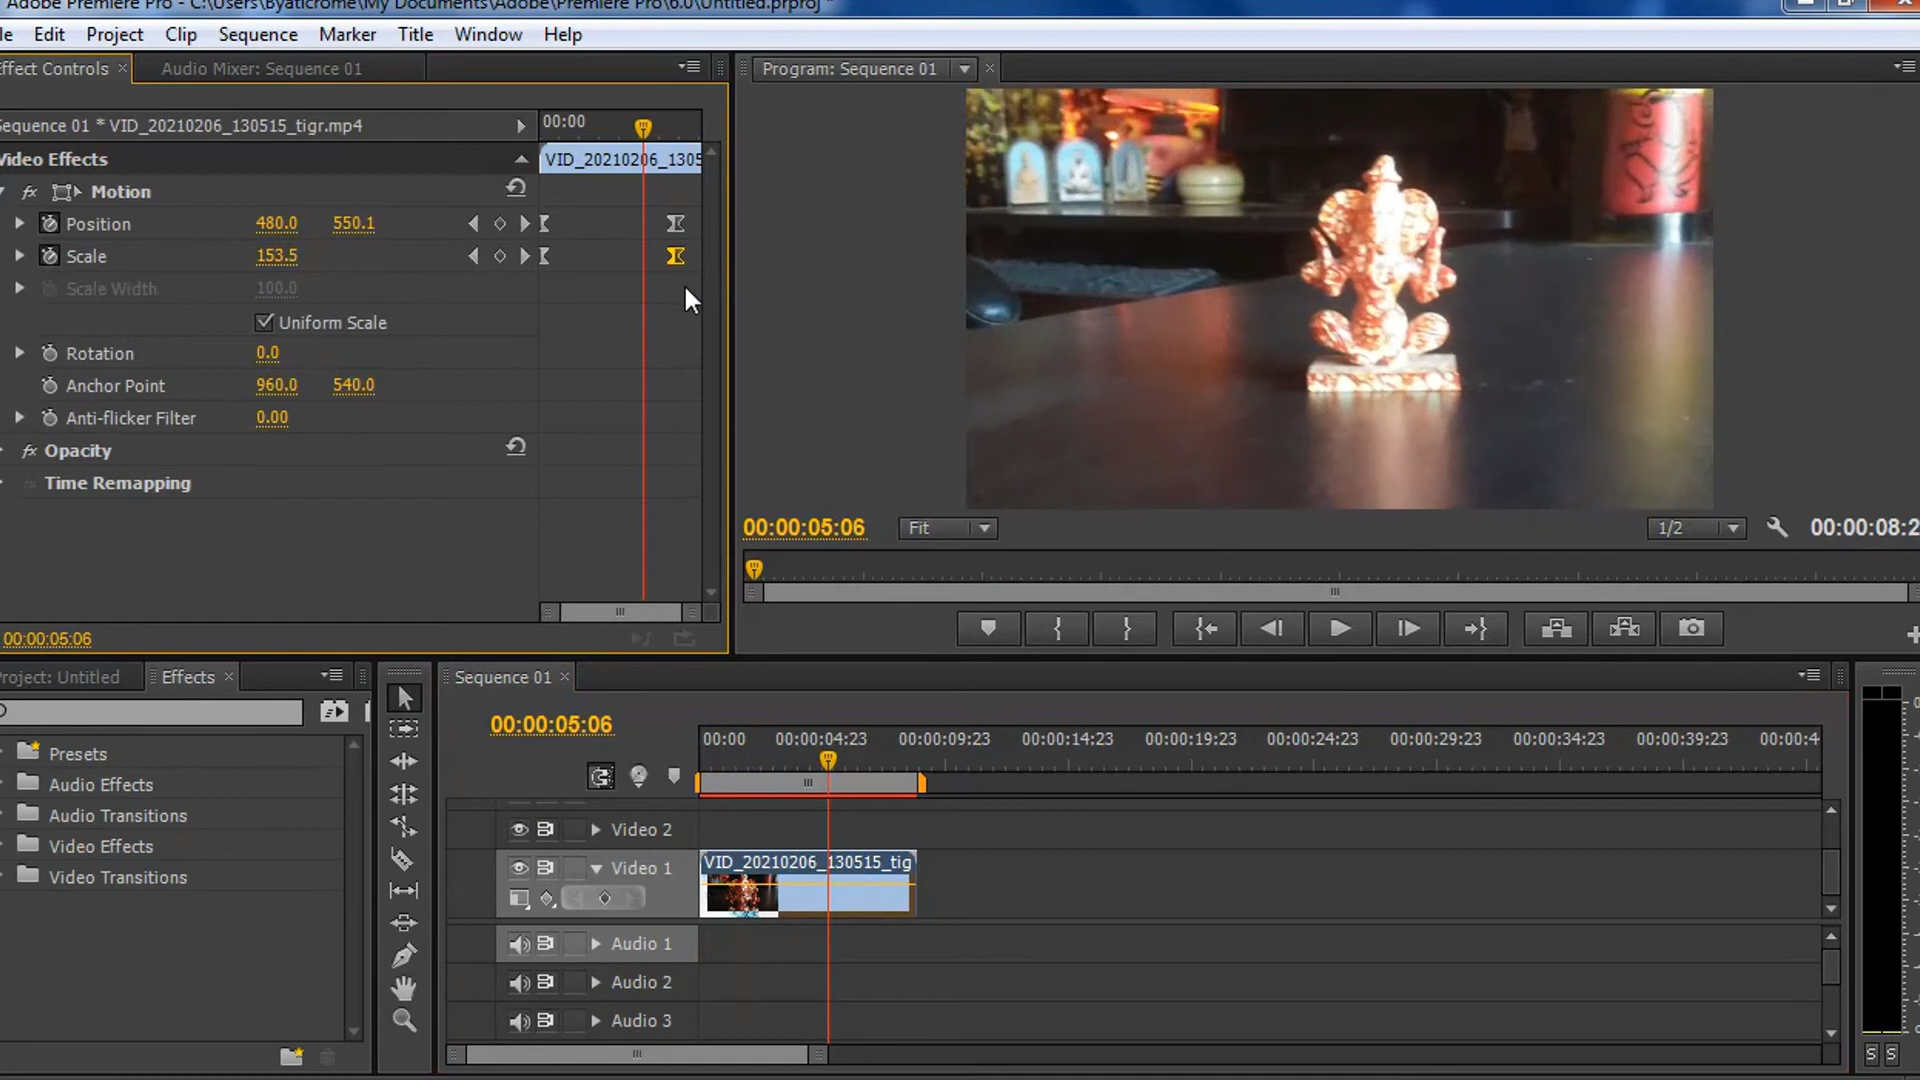 Adobe Premiere Pro - C:\Users\Byaticrome\My Documents\Adobe\Premiere Pro\6.0\Untitled.prproj *
le Edit Project Clip Sequence Marker Title Window Help
Effect Controls × Audio Mixer: Sequence 01
Sequence 01 * VID_20210206_130515_tigr.mp4
00:00
Video Effects
VID_20210206_1305
fx Motion
Position 480.0 550.1
Scale 153.5
Scale Width 100.0
Uniform Scale
Rotation 0.0
Anchor Point 960.0 540.0
Anti-flicker Filter 0.00
fx Opacity
Time Remapping
00:00:05:06
Program: Sequence 01 ×
00:00:05:06 Fit 1/2 00:00:08:2
roject: Untitled Effects ×
Presets
Audio Effects
Audio Transitions
Video Effects
Video Transitions
Sequence 01 ×
00:00:05:06
00:00 00:00:04:23 00:00:09:23 00:00:14:23 00:00:19:23 00:00:24:23 00:00:29:23 00:00:34:23 00:00:39:23 00:00:4
Video 2
Video 1
VID_20210206_130515_tig
Audio 1
Audio 2
Audio 3
S S